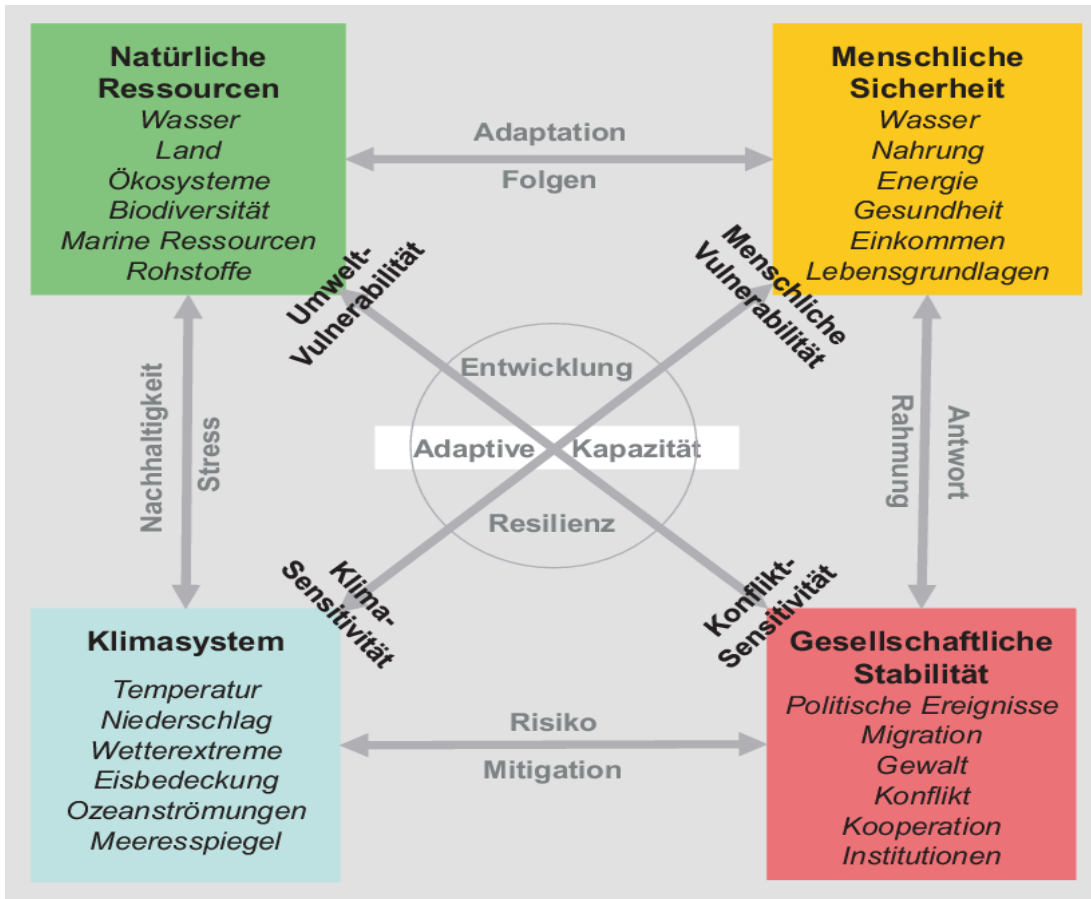 Natürliche
Ressourcen
Wasser
Land
Ökosysteme
Biodiversität
Marine Ressourcen
Rohstoffe
Adaptation
Folgen
Menschliche
Sicherheit
Wasser
Nahrung
Energie
Gesundheit
Einkommen
Lebensgrundlagen
Umwelt-
Vulnerabilität
Menschliche
Vulnerabilität
Nachhaltigkeit
Stress
Entwicklung
Adaptive Kapazität
Resilienz
Rahmung
Antwort
Klima-
Sensitivität
Konflikt-
Sensitivität
Klimasystem
Temperatur
Niederschlag
Wetterextreme
Eisbedeckung
Ozeanströmungen
Meeresspiegel
Risiko
Mitigation
Gesellschaftliche
Stabilität
Politische Ereignisse
Migration
Gewalt
Konflikt
Kooperation
Institutionen